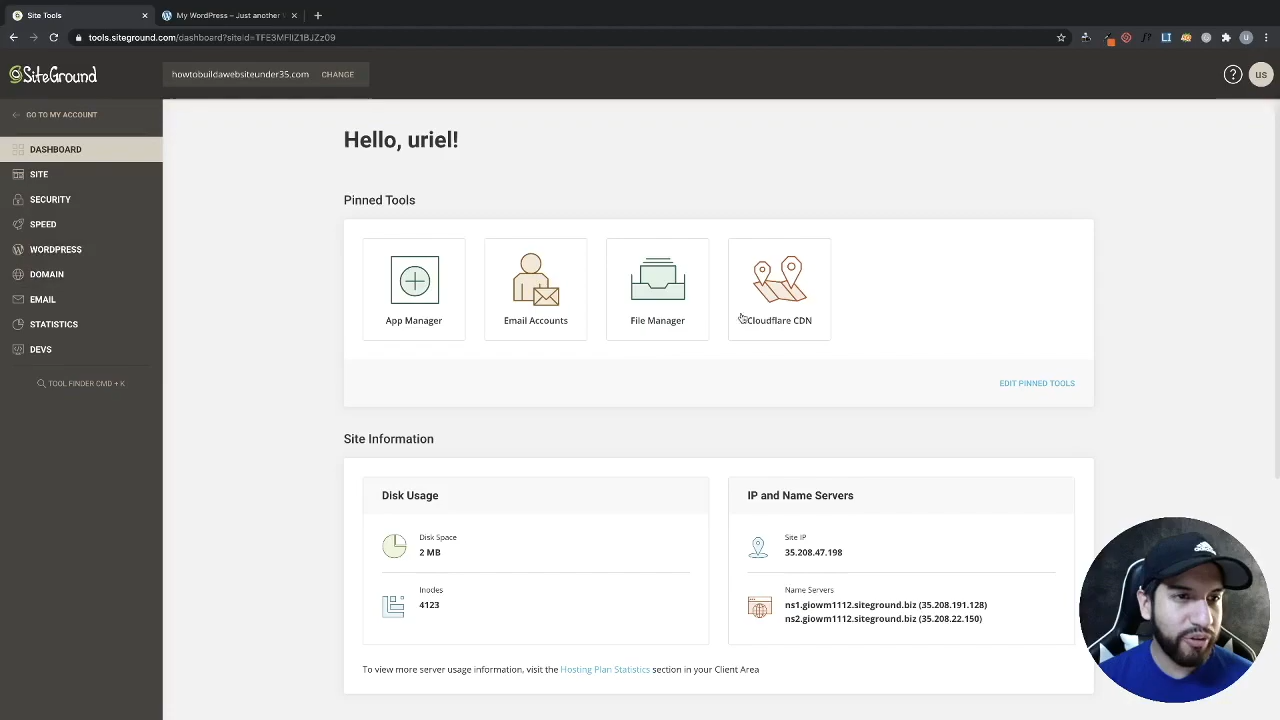 Site Tools
My WordPress – Just another
tools.siteground.com/dashboard?siteId=TFE3MFllZ1BJZz09
SiteGround
howtobuildawebsiteunder35.com CHANGE
US
GO TO MY ACCOUNT
DASHBOARD
SITE
SECURITY
SPEED
WORDPRESS
DOMAIN
EMAIL
STATISTICS
DEVS
TOOL FINDER CMD + K
Hello, uriel!
Pinned Tools
App Manager
Email Accounts
File Manager
Cloudflare CDN
EDIT PINNED TOOLS
Site Information
Disk Usage
Disk Space
2 MB
Inodes
4123
IP and Name Servers
Site IP
35.208.47.198
Name Servers
ns1.giowm1112.siteground.biz (35.208.191.128)
ns2.giowm1112.siteground.biz (35.208.22.150)
To view more server usage information, visit the Hosting Plan Statistics section in your Client Area